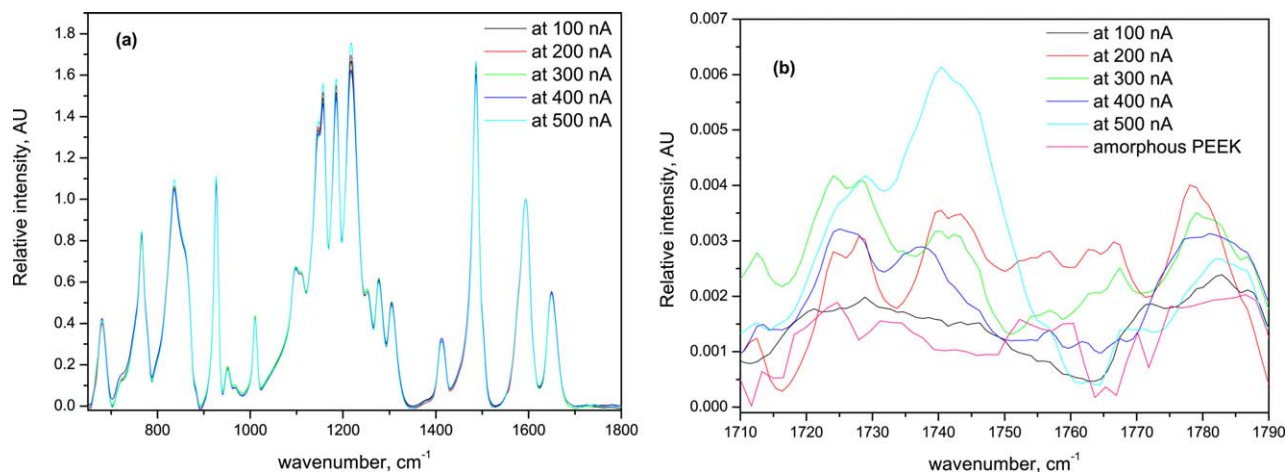 (a)
at 100 nA
at 200 nA
at 300 nA
at 400 nA
at 500 nA
Relative intensity, AU
1.8
1.6
1.4
1.2
1.0
0.8
0.6
0.4
0.2
0.0
800 1000 1200 1400 1600 1800
wavenumber, cm⁻¹
(b)
at 100 nA
at 200 nA
at 300 nA
at 400 nA
at 500 nA
amorphous PEEK
Relative intensity, AU
0.007
0.006
0.005
0.004
0.003
0.002
0.001
0.000
1710 1720 1730 1740 1750 1760 1770 1780 1790
wavenumber, cm⁻¹